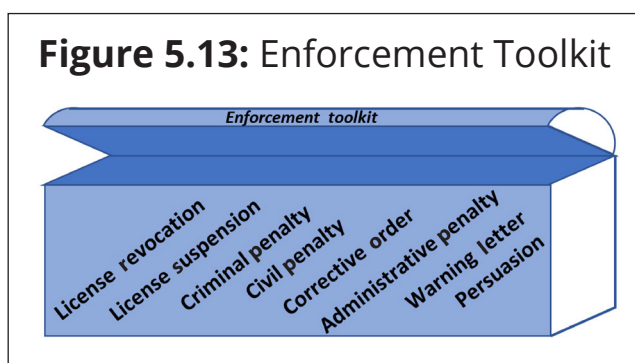 Figure 5.13: Enforcement Toolkit
Enforcement toolkit
License revocation
License suspension
Criminal penalty
Civil penalty
Corrective order
Administrative penalty
Warning letter
Persuasion